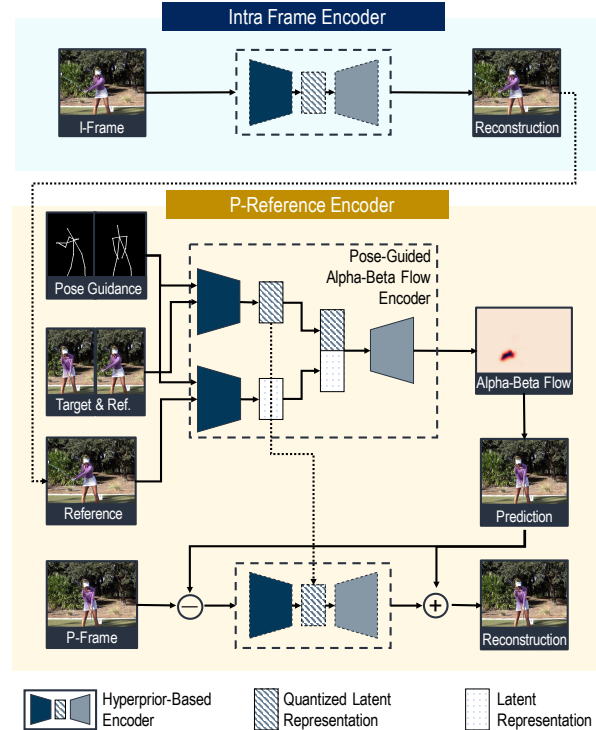 Intra Frame Encoder
I-Frame
Reconstruction
P-Reference Encoder
Pose Guidance
Pose-Guided
Alpha-Beta Flow
Encoder
Target & Ref.
Alpha-Beta Flow
Reference
Prediction
P-Frame
Reconstruction
Hyperprior-Based
Encoder
Quantized Latent
Representation
Latent
Representation